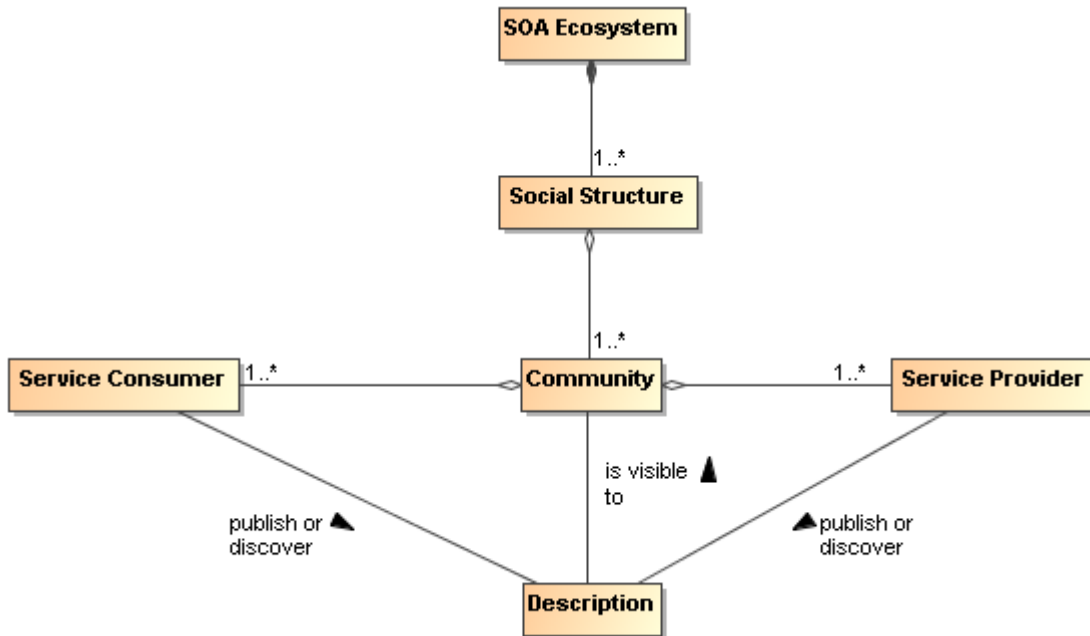 SOA Ecosystem
1..*
Social Structure
1..*
Service Consumer
1..*
Community
1..*
Service Provider
is visible
to
publish or
discover
publish or
discover
Description